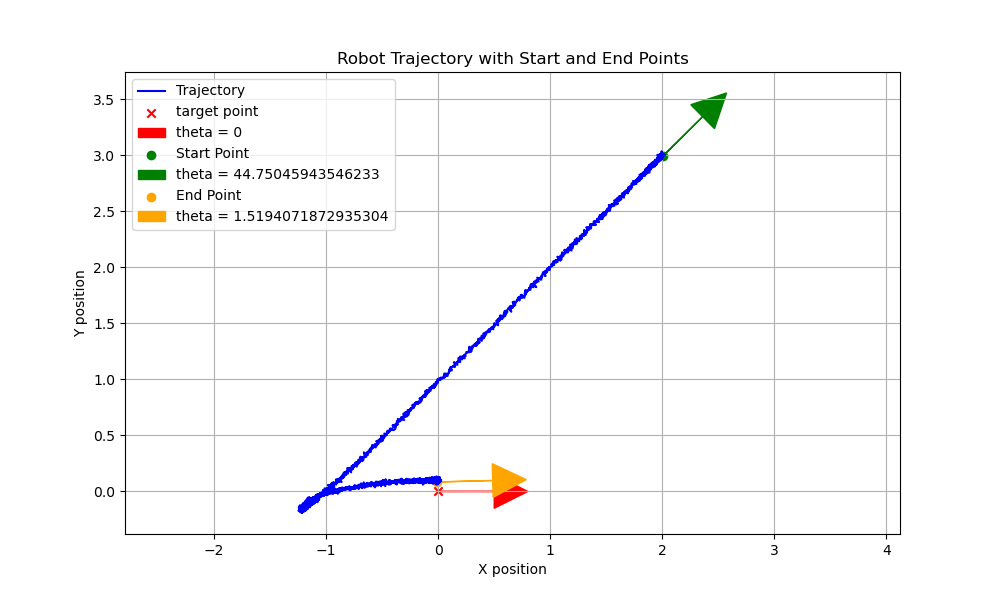 Robot Trajectory with Start and End Points
Trajectory
target point
theta = 0
Start Point
theta = 44.75045943546233
End Point
theta = 1.5194071872935304
3.5
3.0
2.5
2.0
1.5
1.0
0.5
0.0
Y position
−2
−1
0
1
2
3
4
X position